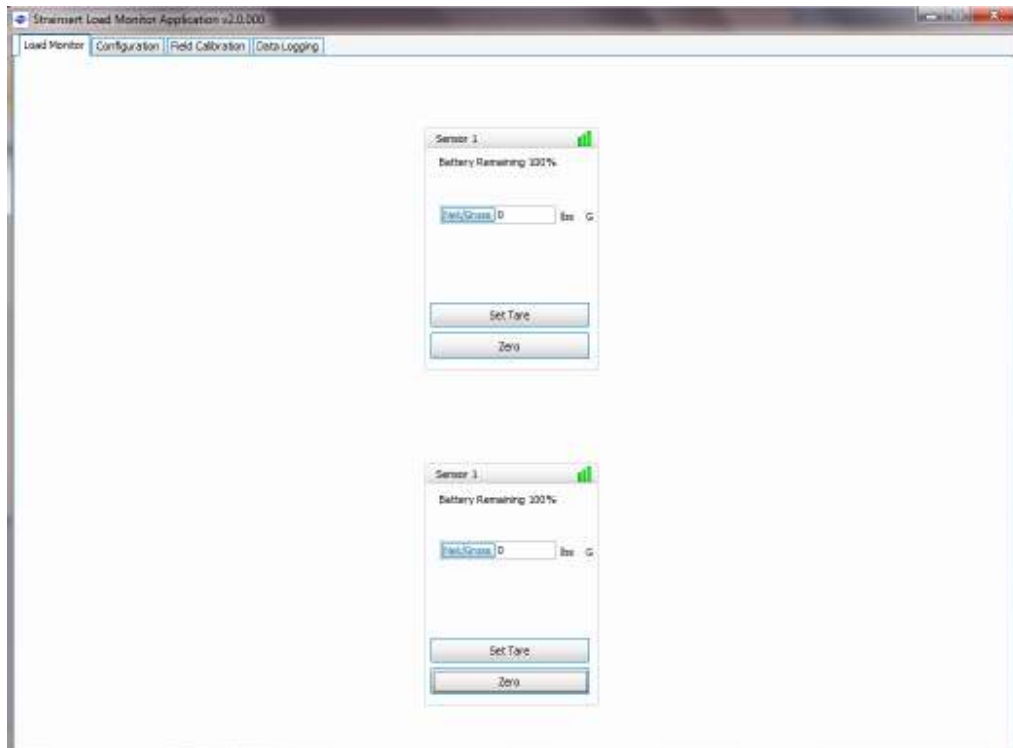 Strainsert Load Monitor Application v2.0.000
Load Monitor Configuration Field Calibration Data Logging
Sensor 1
Battery Remaining 100%
Net/Gross 0 lbs G
Set Tare
Zero
Sensor 1
Battery Remaining 100%
Net/Gross 0 lbs G
Set Tare
Zero